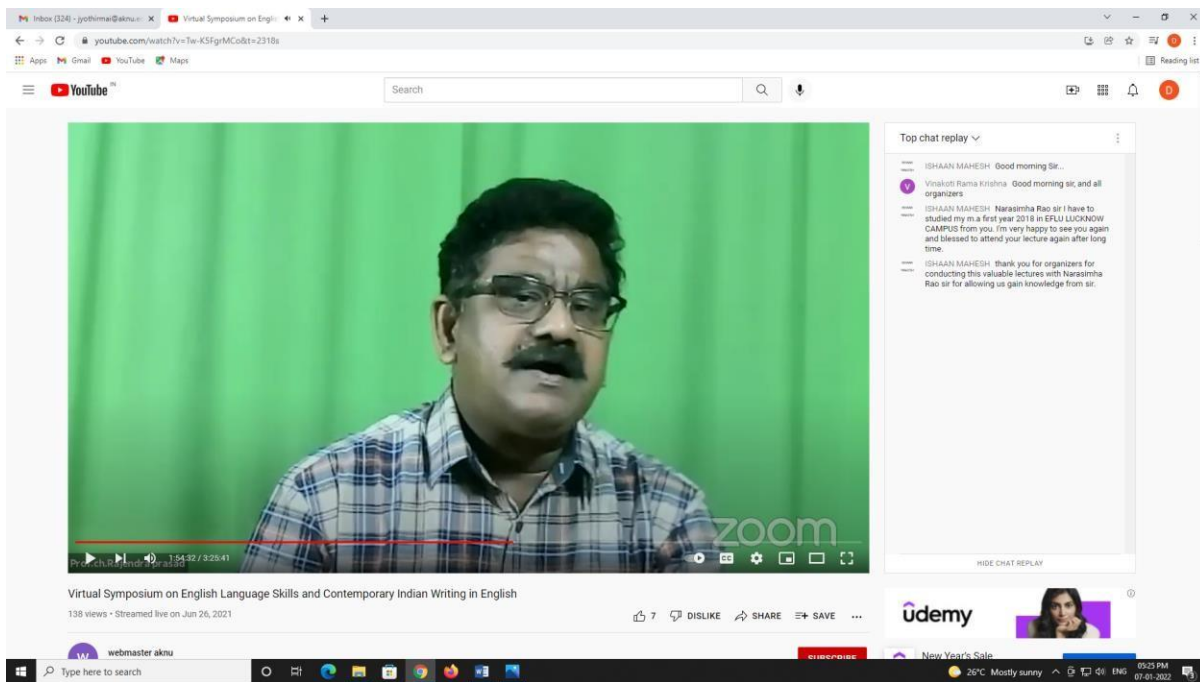 Inbox (324) - jyothirmai@aknu.e
Virtual Symposium on Englis
youtube.com/watch?v=Tw-K5FgrMCo&t=2318s
Apps Gmail YouTube Maps
Reading list
YouTube IN
Search
D
Top chat replay
ISHAAN MAHESH Good morning Sir...
V Vinakoti Rama Krishna Good morning sir, and all
organizers
ISHAAN MAHESH Narasimha Rao sir I have to
studied my m.a first year 2018 in EFLU LUCKNOW
CAMPUS from you. I'm very happy to see you again
and blessed to attend your lecture again after long
time.
ISHAAN MAHESH thank you for organizers for
conducting this valuable lectures with Narasimha
Rao sir for allowing us gain knowledge from sir.
HIDE CHAT REPLAY
zoom
1:54:32 / 3:25:41
CC
Prof.ch.Rajendra prasad
Virtual Symposium on English Language Skills and Contemporary Indian Writing in English
138 views • Streamed live on Jun 26, 2021
7 DISLIKE SHARE SAVE ...
W webmaster aknu
SUBSCRIBE
ûdemy
New Year's Sale
Type here to search
26°C Mostly sunny ENG 05:25 PM
07-01-2022